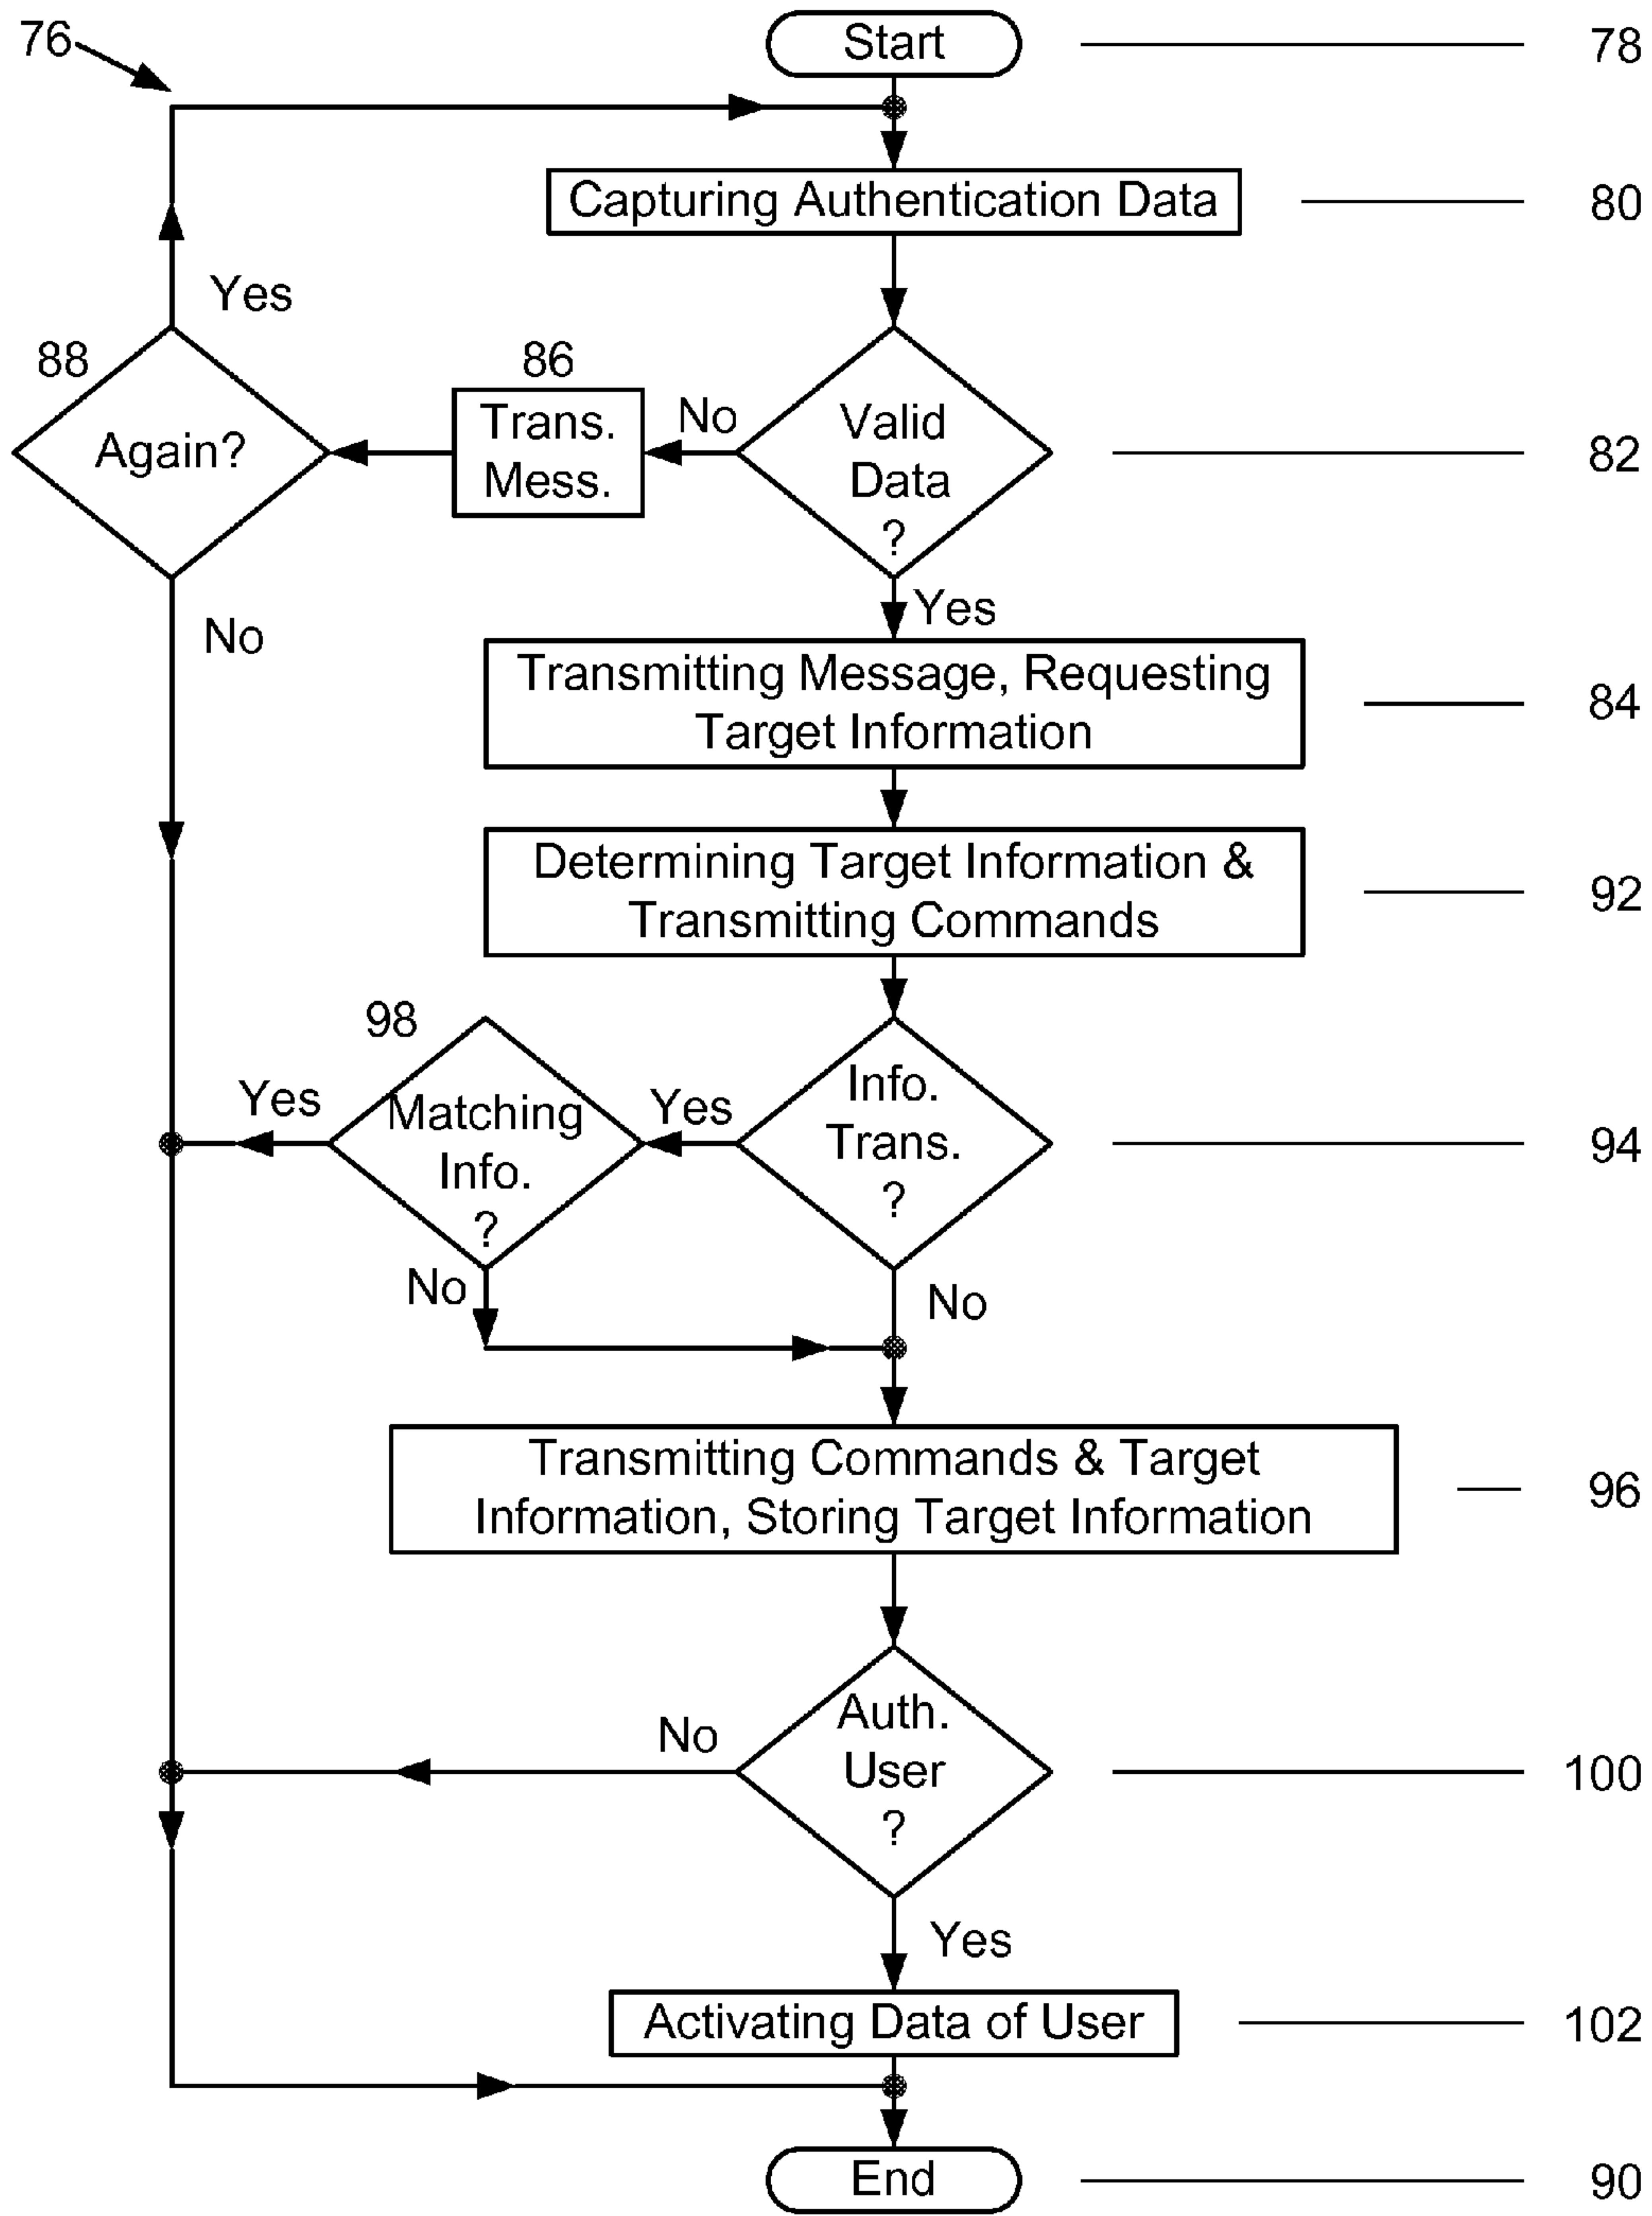 76
Start
78
Capturing Authentication Data
80
Yes
88
Again?
86
Trans.
Mess.
No
Valid
Data
?
82
No
Yes
Transmitting Message, Requesting
Target Information
84
Determining Target Information &
Transmitting Commands
92
98
Yes
Matching
Info.
?
Yes
Info.
Trans.
?
94
No
No
Transmitting Commands & Target
Information, Storing Target Information
96
No
Auth.
User
?
100
Yes
Activating Data of User
102
End
90